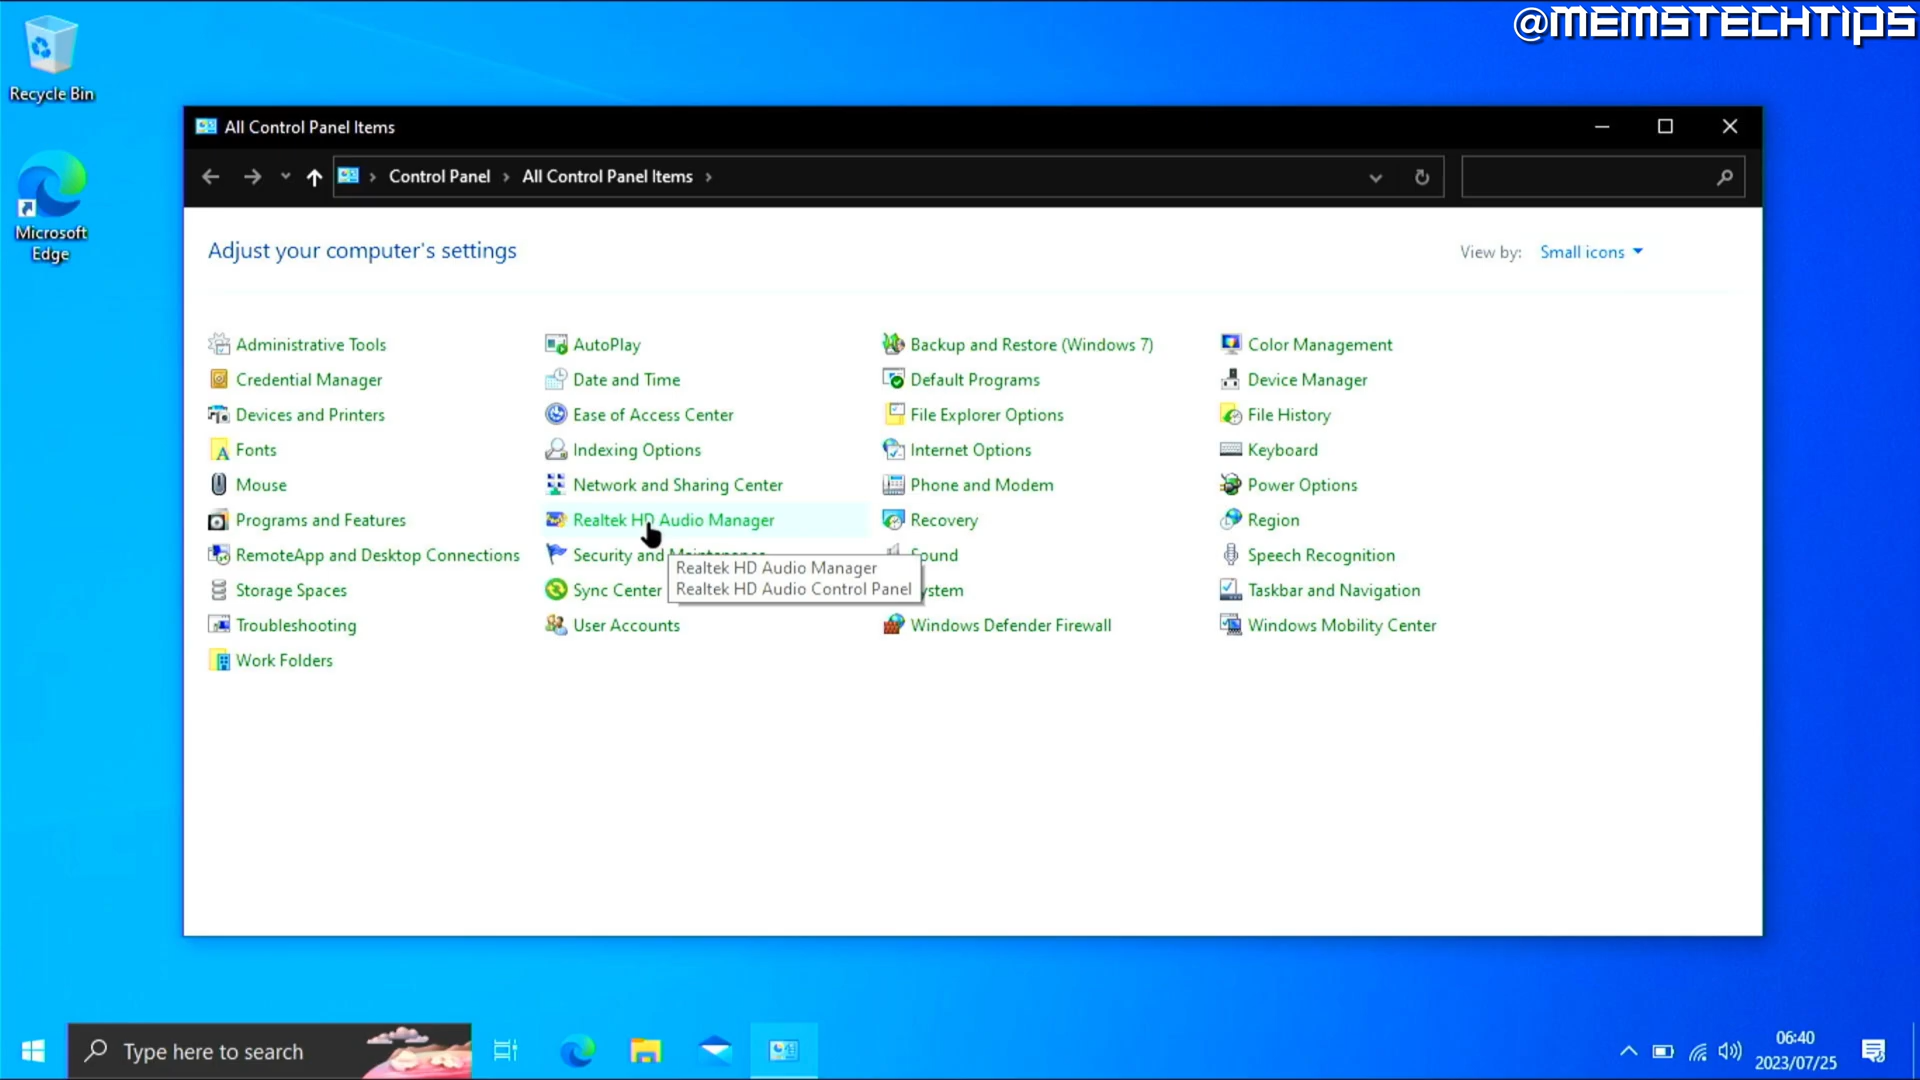 @MEMSTECHTIPS
Recycle Bin
Microsoft
Edge
All Control Panel Items
Control Panel
All Control Panel Items
Adjust your computer's settings
View by:
Small icons
Administrative Tools
AutoPlay
Backup and Restore (Windows 7)
Color Management
Credential Manager
Date and Time
Default Programs
Device Manager
Devices and Printers
Ease of Access Center
File Explorer Options
File History
Fonts
Indexing Options
Internet Options
Keyboard
Mouse
Network and Sharing Center
Phone and Modem
Power Options
Programs and Features
Realtek HD Audio Manager
Recovery
Region
RemoteApp and Desktop Connections
Security and Maintenance
Sound
Speech Recognition
Realtek HD Audio Manager
Realtek HD Audio Control Panel
Storage Spaces
Sync Center
ystem
Taskbar and Navigation
Troubleshooting
User Accounts
Windows Defender Firewall
Windows Mobility Center
Work Folders
Type here to search
06:40
2023/07/25